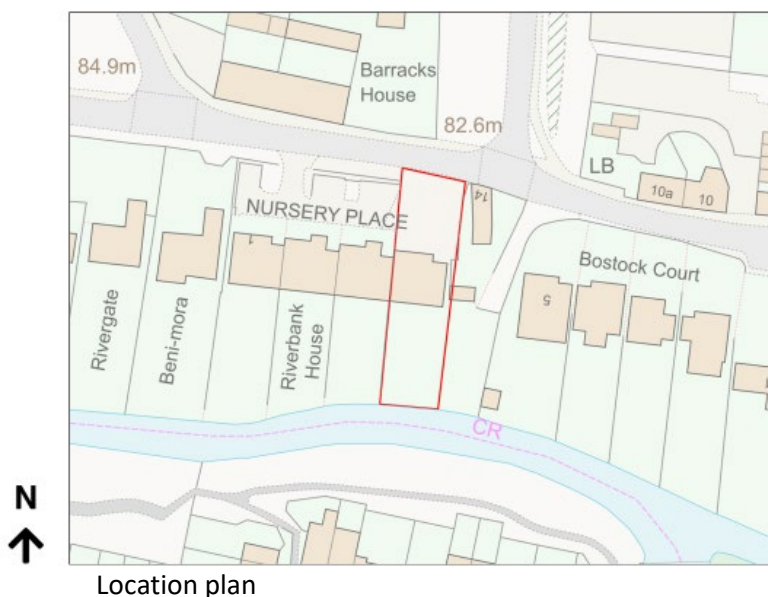 84.9m
Barracks
House
82.6m
LB
10a
10
14
NURSERY PLACE
1
Bostock Court
5
Rivergate
Beni-mora
Riverbank
House
CR
N
Location plan